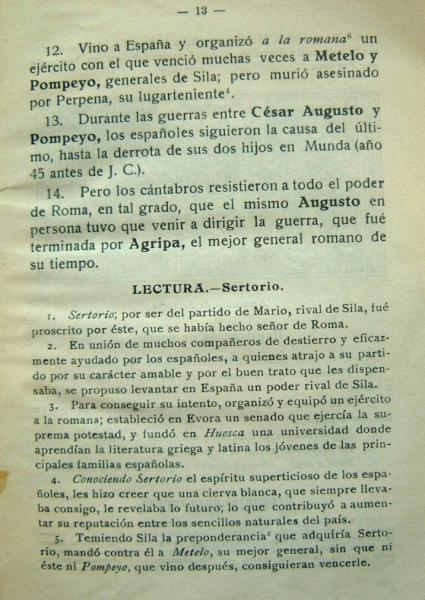 — 13 —
12. Vino a España y organizó a la romana⁵ un
ejército con el que venció muchas veces a Metelo y
Pompeyo, generales de Sila; pero murió asesinado
por Perpena, su lugarteniente⁴.
13. Durante las guerras entre César Augusto y
Pompeyo, los españoles siguieron la causa del últi-
mo, hasta la derrota de sus dos hijos en Munda (año
45 antes de J. C.).
14. Pero los cántabros resistieron a todo el poder
de Roma, en tal grado, que el mismo Augusto en
persona tuvo que venir a dirigir la guerra, que fué
terminada por Agripa, el mejor general romano de
su tiempo.
LECTURA.—Sertorio.
1. Sertorio; por ser del partido de Mario, rival de Sila, fué
proscrito por éste, que se había hecho señor de Roma.
2. En unión de muchos compañeros de destierro y eficaz-
mente ayudado por los españoles, a quienes atrajo a su parti-
do por su carácter amable y por el buen trato que les dispen-
saba, se propuso levantar en España un poder rival de Sila.
3. Para conseguir su intento, organizó y equipó un ejército
a la romana; estableció en Evora un senado que ejercía la su-
prema potestad, y fundó en Huesca una universidad donde
aprendían la literatura griega y latina los jóvenes de las prin-
cipales familias españolas.
4. Conociendo Sertorio el espíritu superticioso de los espa-
ñoles, les hizo creer que una cierva blanca, que siempre lleva-
ba consigo, le revelaba lo futuro; lo que contribuyó a aumen-
tar su reputación entre los sencillos naturales del país.
5. Temiendo Sila la preponderancia² que adquiría Serto-
rio, mandó contra él a Metelo, su mejor general, sin que ni
éste ni Pompeyo, que vino después, consiguieran vencerle.